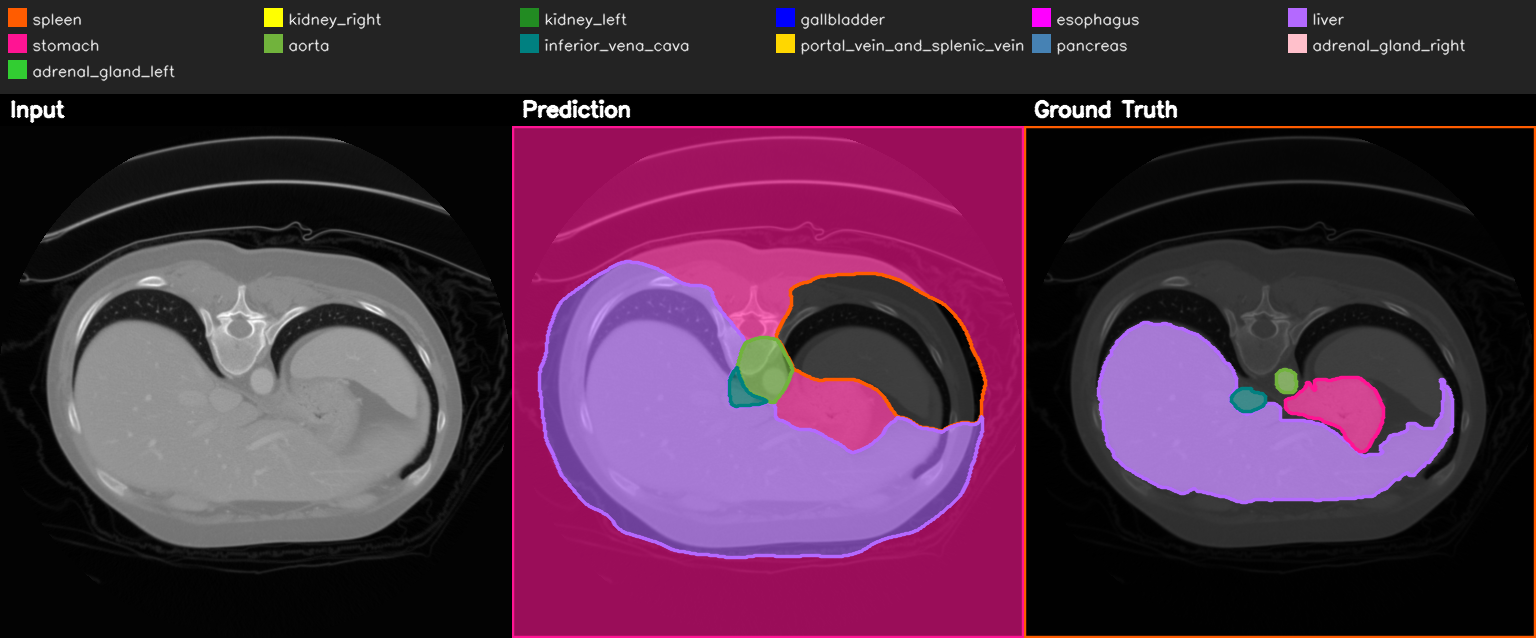 spleen kidney_right kidney_left gallbladder esophagus liver
stomach aorta inferior_vena_cava portal_vein_and_splenic_vein pancreas adrenal_gland_right
adrenal_gland_left
Input Prediction Ground Truth